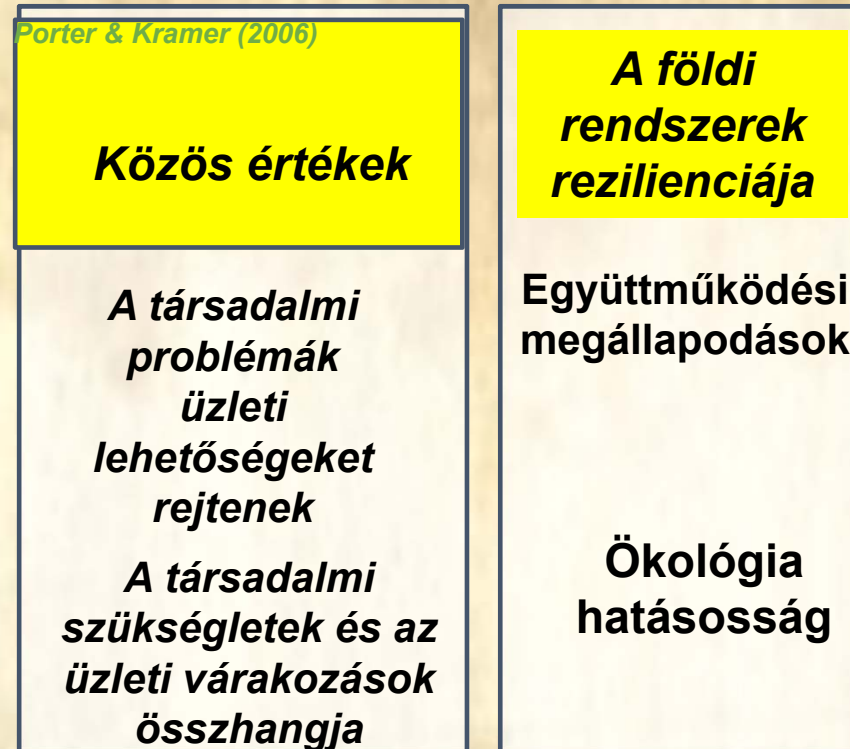 Porter & Kramer (2006)
Közös értékek
A társadalmi
problémák
üzleti
lehetőségeket
rejtenek
A társadalmi
szükségletek és az
üzleti várakozások
összhangja
A földi
rendszerek
rezilienciája
Együttműködési
megállapodások
Ökológia
hatásosság